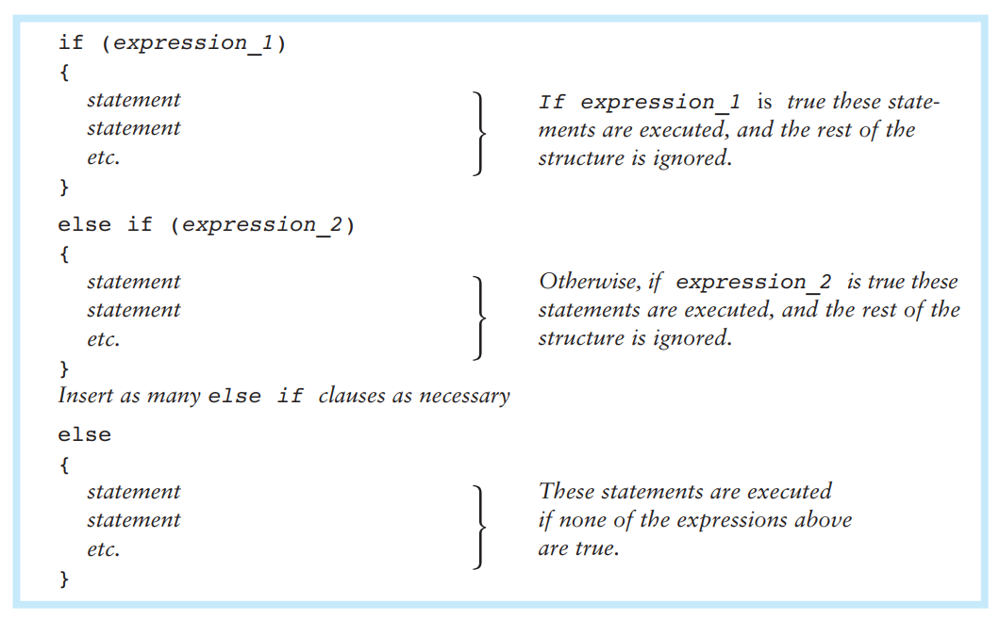 if (expression_1)
{
statement
statement
etc.
}
If expression_1 is true these state-
ments are executed, and the rest of the
structure is ignored.
else if (expression_2)
{
statement
statement
etc.
}
Otherwise, if expression_2 is true these
statements are executed, and the rest of the
structure is ignored.
Insert as many else if clauses as necessary
else
{
statement
statement
etc.
}
These statements are executed
if none of the expressions above
are true.